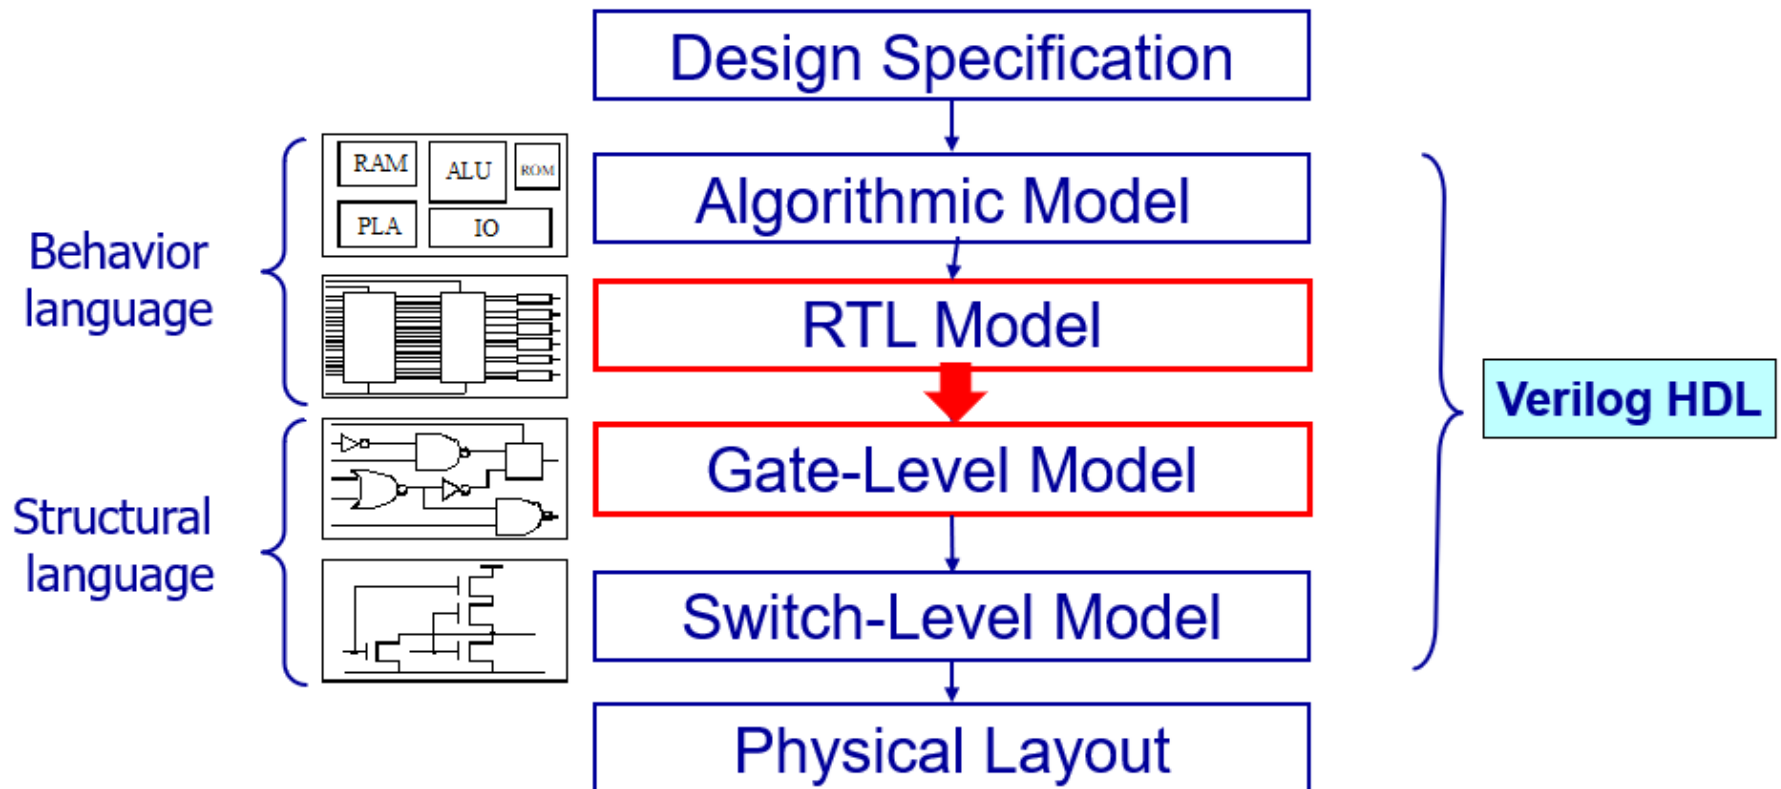 Design Specification
RAM
ALU
ROM
PLA
IO
Algorithmic Model
Behavior
language
RTL Model
Verilog HDL
Gate-Level Model
Structural
language
Switch-Level Model
Physical Layout